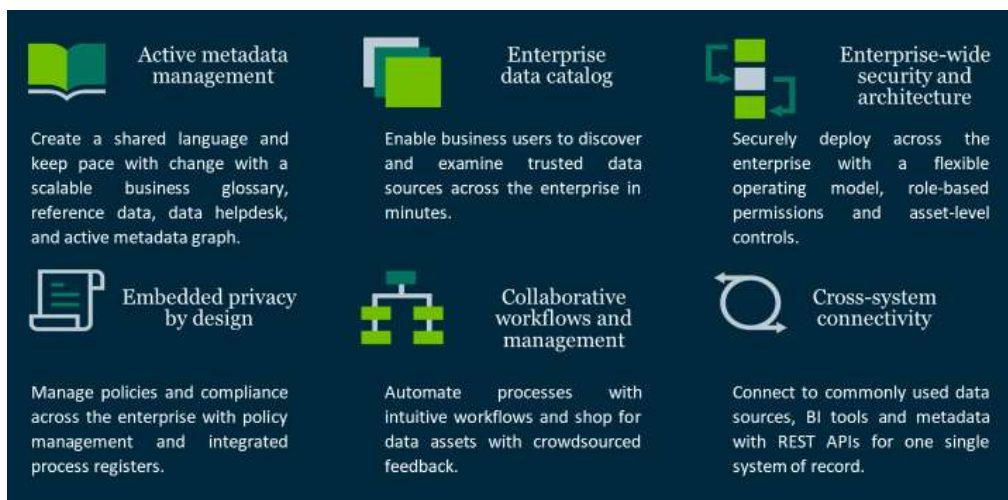 Active metadata
management
Create a shared language and
keep pace with change with a
scalable business glossary,
reference data, data helpdesk,
and active metadata graph.
Enterprise
data catalog
Enable business users to discover
and examine trusted data
sources across the enterprise in
minutes.
Enterprise-wide
security and
architecture
Securely deploy across the
enterprise with a flexible
operating model, role-based
permissions and asset-level
controls.
Embedded privacy
by design
Manage policies and compliance
across the enterprise with policy
management and integrated
process registers.
Collaborative
workflows and
management
Automate processes with
intuitive workflows and shop for
data assets with crowdsourced
feedback.
Cross-system
connectivity
Connect to commonly used data
sources, BI tools and metadata
with REST APIs for one single
system of record.